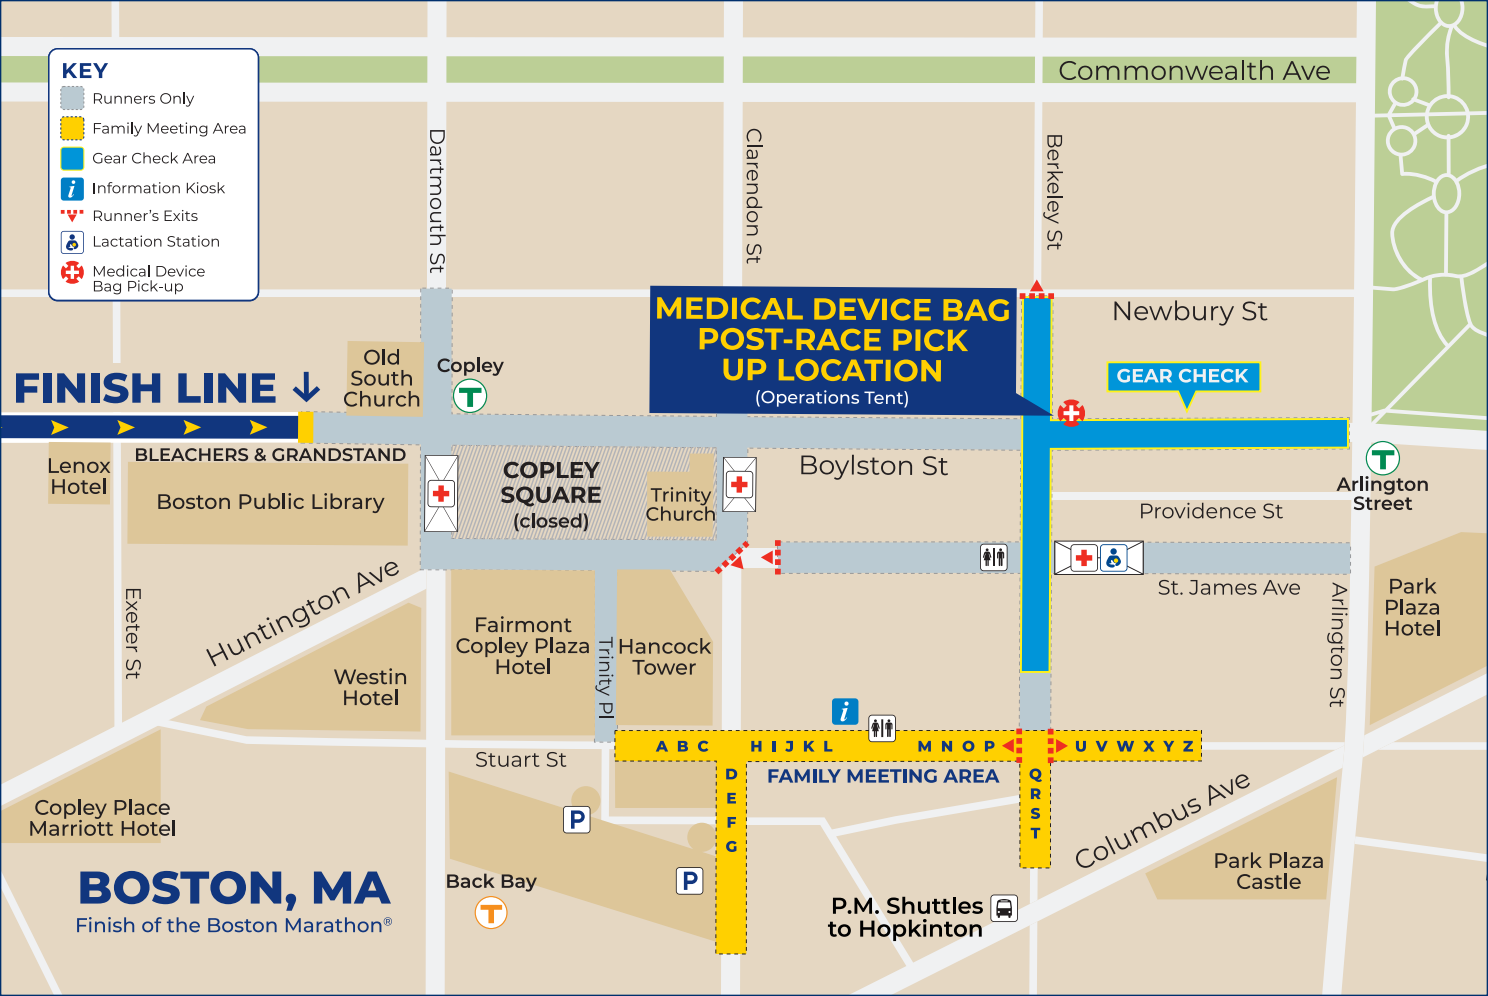 KEY
Runners Only
Family Meeting Area
Gear Check Area
i
Information Kiosk
Runner's Exits
Lactation Station
Medical Device
Bag Pick-up
Commonwealth Ave
Dartmouth St
Clarendon St
Berkeley St
MEDICAL DEVICE BAG
POST-RACE PICK
UP LOCATION
(Operations Tent)
Newbury St
GEAR CHECK
FINISH LINE
Old
South
Church
Copley
T
BLEACHERS & GRANDSTAND
Lenox
Hotel
Boston Public Library
COPLEY
SQUARE
(closed)
Trinity
Church
Boylston St
T
Arlington
Street
Providence St
St. James Ave
Exeter St
Huntington Ave
Westin
Hotel
Fairmont
Copley Plaza
Hotel
Trinity Pl
Hancock
Tower
Arlington St
Park
Plaza
Hotel
i
Stuart St
A B C H I J K L M N O P U V W X Y Z
D
E
F
G
FAMILY MEETING AREA
Q
R
S
T
Copley Place
Marriott Hotel
P
P
Columbus Ave
Park Plaza
Castle
BOSTON, MA
Finish of the Boston Marathon®
Back Bay
T
P.M. Shuttles
to Hopkinton